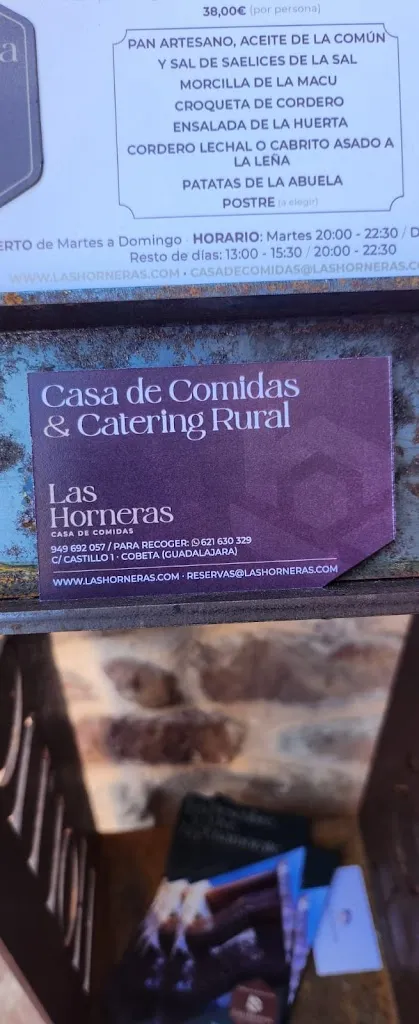 a
38,00€ (por persona)
PAN ARTESANO, ACEITE DE LA COMÚN
Y SAL DE SAELICES DE LA SAL
MORCILLA DE LA MACU
CROQUETA DE CORDERO
ENSALADA DE LA HUERTA
CORDERO LECHAL O CABRITO ASADO A
LA LEÑA
PATATAS DE LA ABUELA
POSTRE (a elegir)
ERTO de Martes a Domingo · HORARIO: Martes 20:00 - 22:30 / D
Resto de días: 13:00 - 15:30 / 20:00 - 22:30
WWW.LASHORNERAS.COM · CASADECOMIDAS@LASHORNERAS.CO
Casa de Comidas
& Catering Rural
Las
Horneras
CASA DE COMIDAS
949 692 057 / PARA RECOGER: 621 630 329
C/ CASTILLO 1 · COBETA (GUADALAJARA)
WWW.LASHORNERAS.COM · RESERVAS@LASHORNERAS.COM